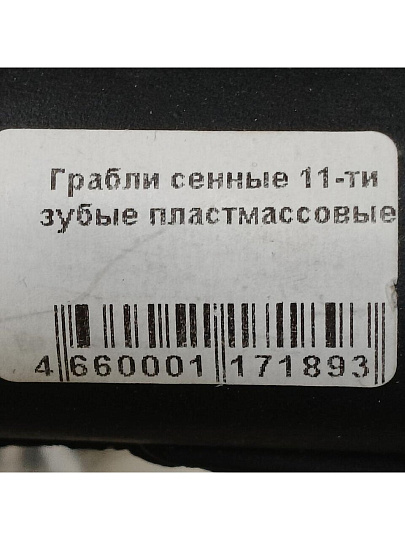 Грабли сенные 11-ти
зубые пластмассовые
4 660001 171893